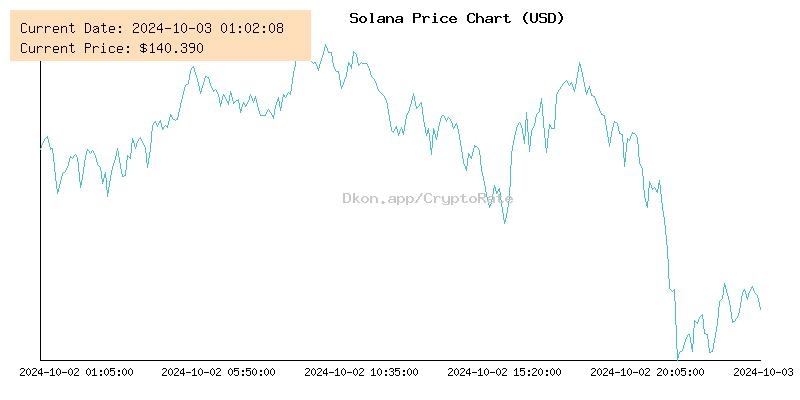 Solana Price Chart (USD)
Current Date: 2024-10-03 01:02:08
Current Price: $140.390
Dkon.app/CryptoRate
2024-10-02 01:05:00 2024-10-02 05:50:00 2024-10-02 10:35:00 2024-10-02 15:20:00 2024-10-02 20:05:00 2024-10-03